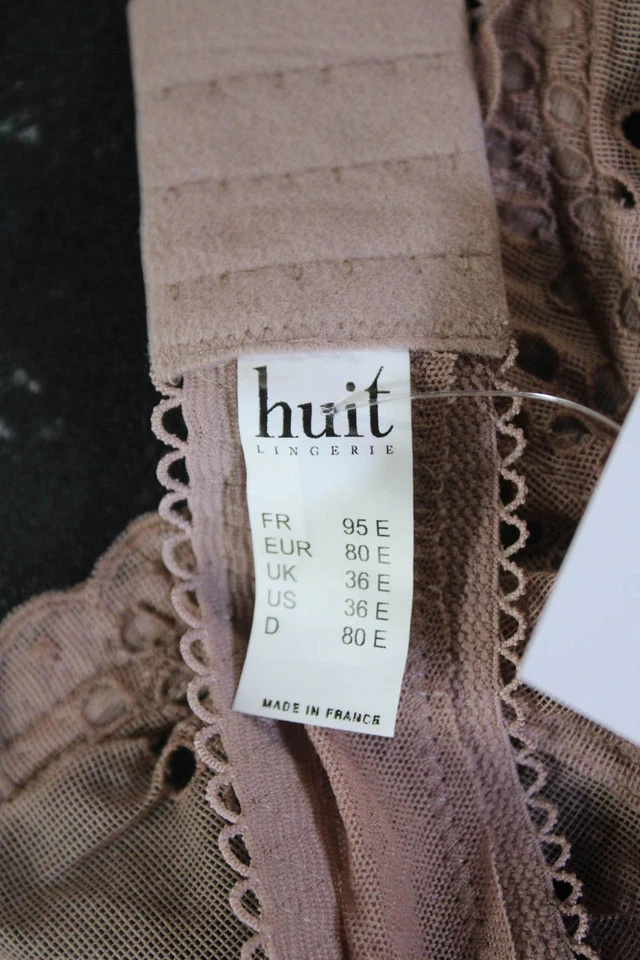 huit
LINGERIE
FR 95 E
EUR 80 E
UK 36 E
US 36 E
D 80 E
MADE IN FRANCE